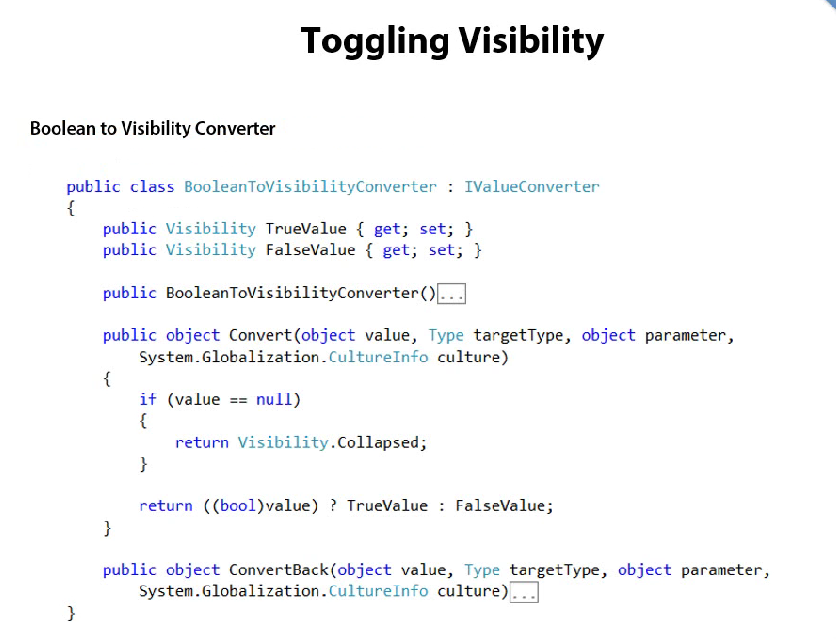 Toggling Visibility
Boolean to Visibility Converter
public class BooleanToVisibilityConverter : IValueConverter
{
public Visibility TrueValue { get; set; }
public Visibility FalseValue { get; set; }
public BooleanToVisibilityConverter()...
public object Convert(object value, Type targetType, object parameter,
System.Globalization.CultureInfo culture)
{
if (value == null)
{
return Visibility.Collapsed;
}
return ((bool)value) ? TrueValue : FalseValue;
}
public object ConvertBack(object value, Type targetType, object parameter,
System.Globalization.CultureInfo culture)...
}